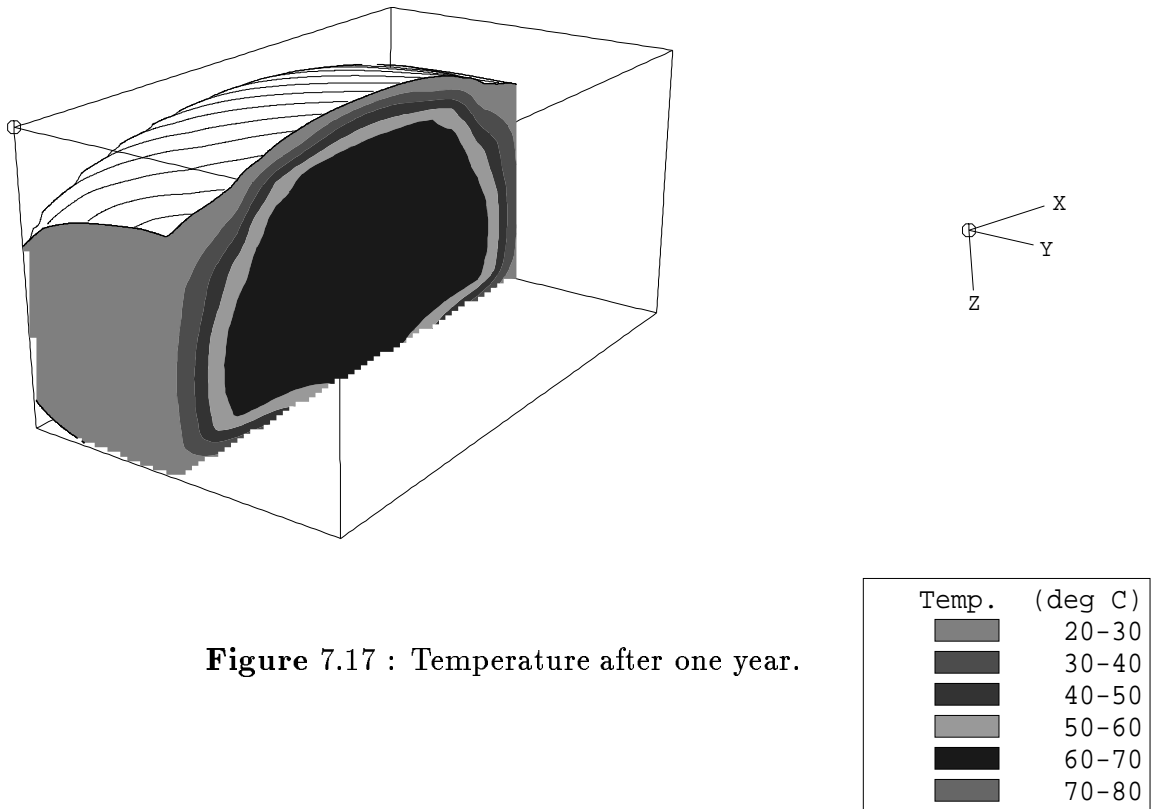 X
Y
Z
Temp. (deg C)
20-30
30-40
40-50
50-60
60-70
70-80
Figure 7.17 : Temperature after one year.